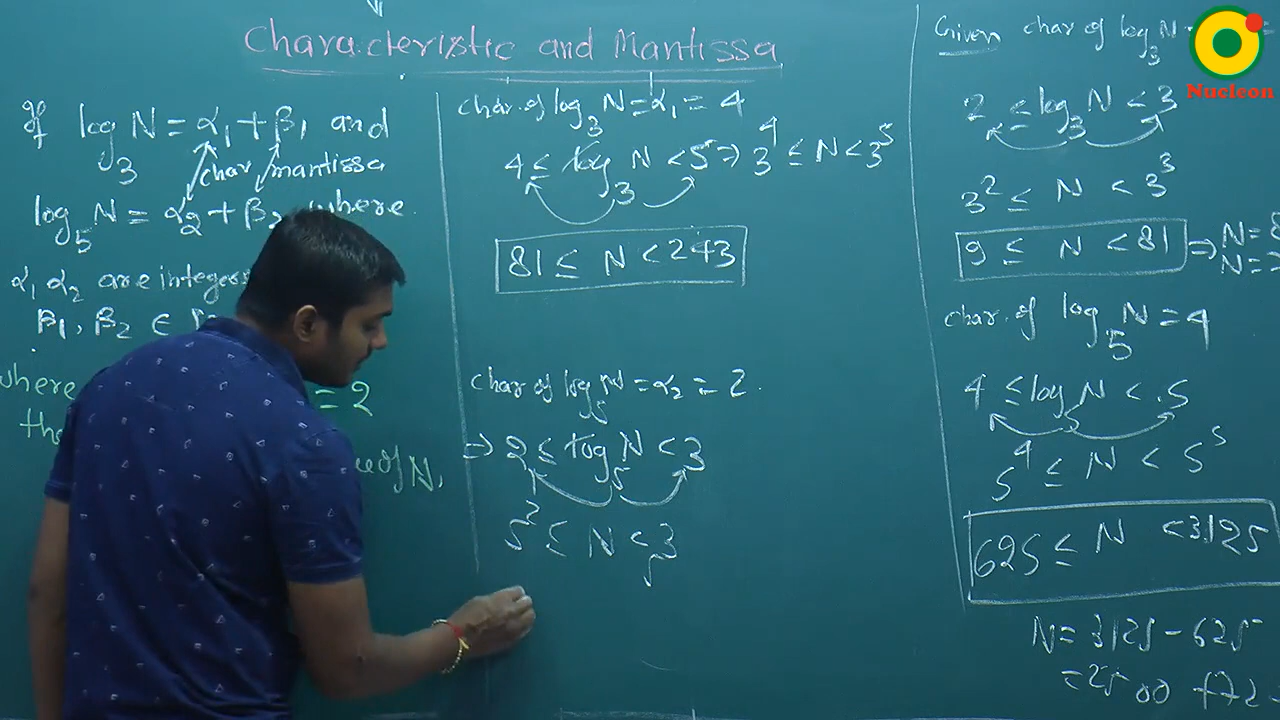 Characteristic and Mantissa
If log₃ N = α₁ + β₁ and
char mantissa
log₅ N = α₂ + β₂ where
α₁ α₂ are integers
β₁, β₂ ∈
where = 2
the
of N,
char. of log₃ N = α₁ = 4
4 ≤ log₃ N < 5 ⇒ 3⁴ ≤ N < 3⁵
81 ≤ N < 243
char of log₅ N = α₂ = 2.
⇒ 2 ≤ log₅ N < 3
5² ≤ N < 3
Given char of log₃ N
2 ≤ log₃ N < 3
3² ≤ N < 3³
9 ≤ N < 81 ⇒ N = 8
N =
char. of log₅ N = 4
4 ≤ log₅ N < .5
5⁴ ≤ N < 5⁵
625 ≤ N < 3125
N = 3125 - 625
Nucleon